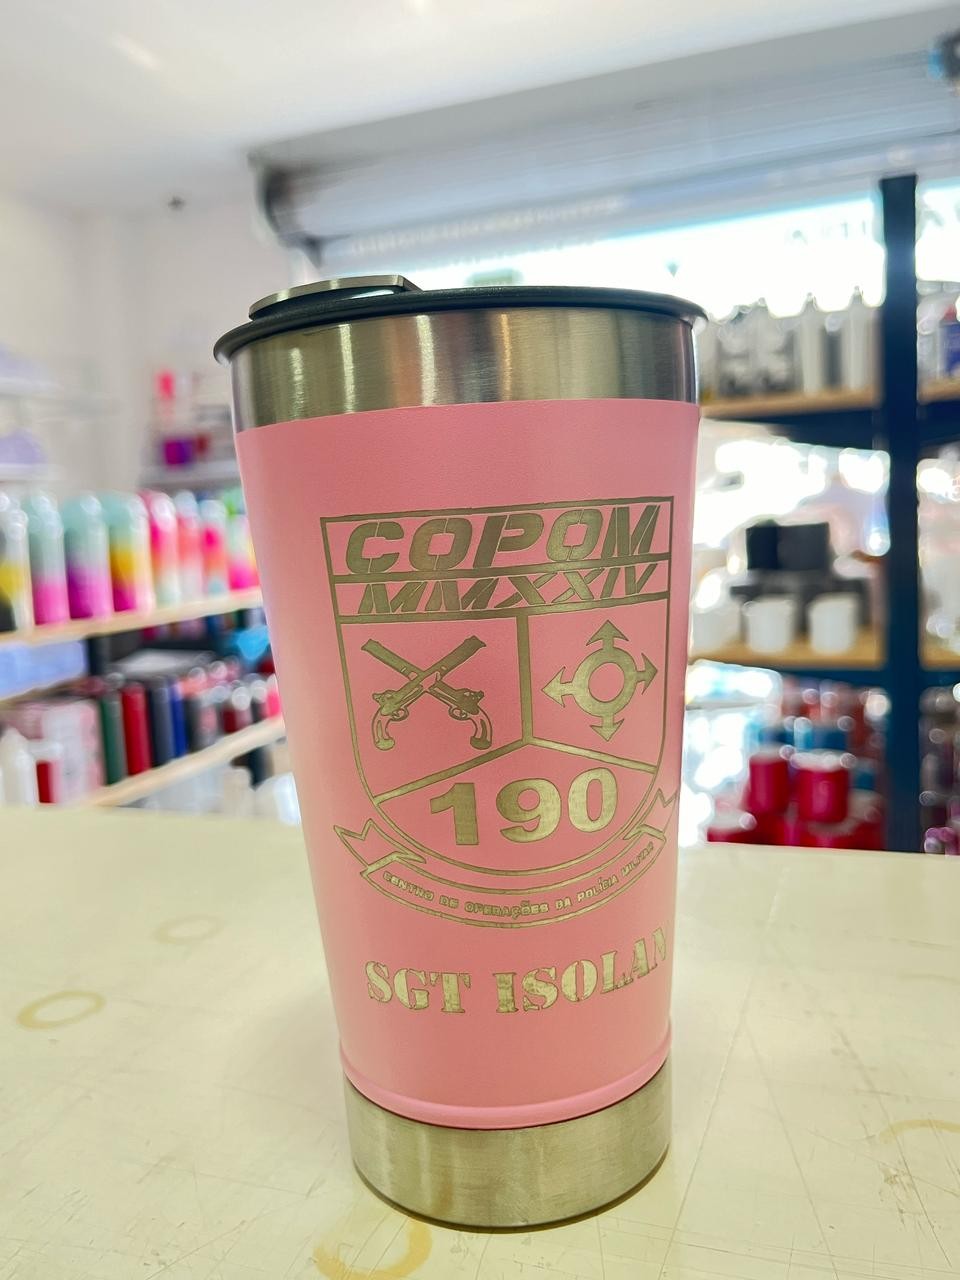 COPOM
MMXXIV
190
CENTRO DE OPERAÇÕES DA POLÍCIA MILITAR
SGT ISOLAN